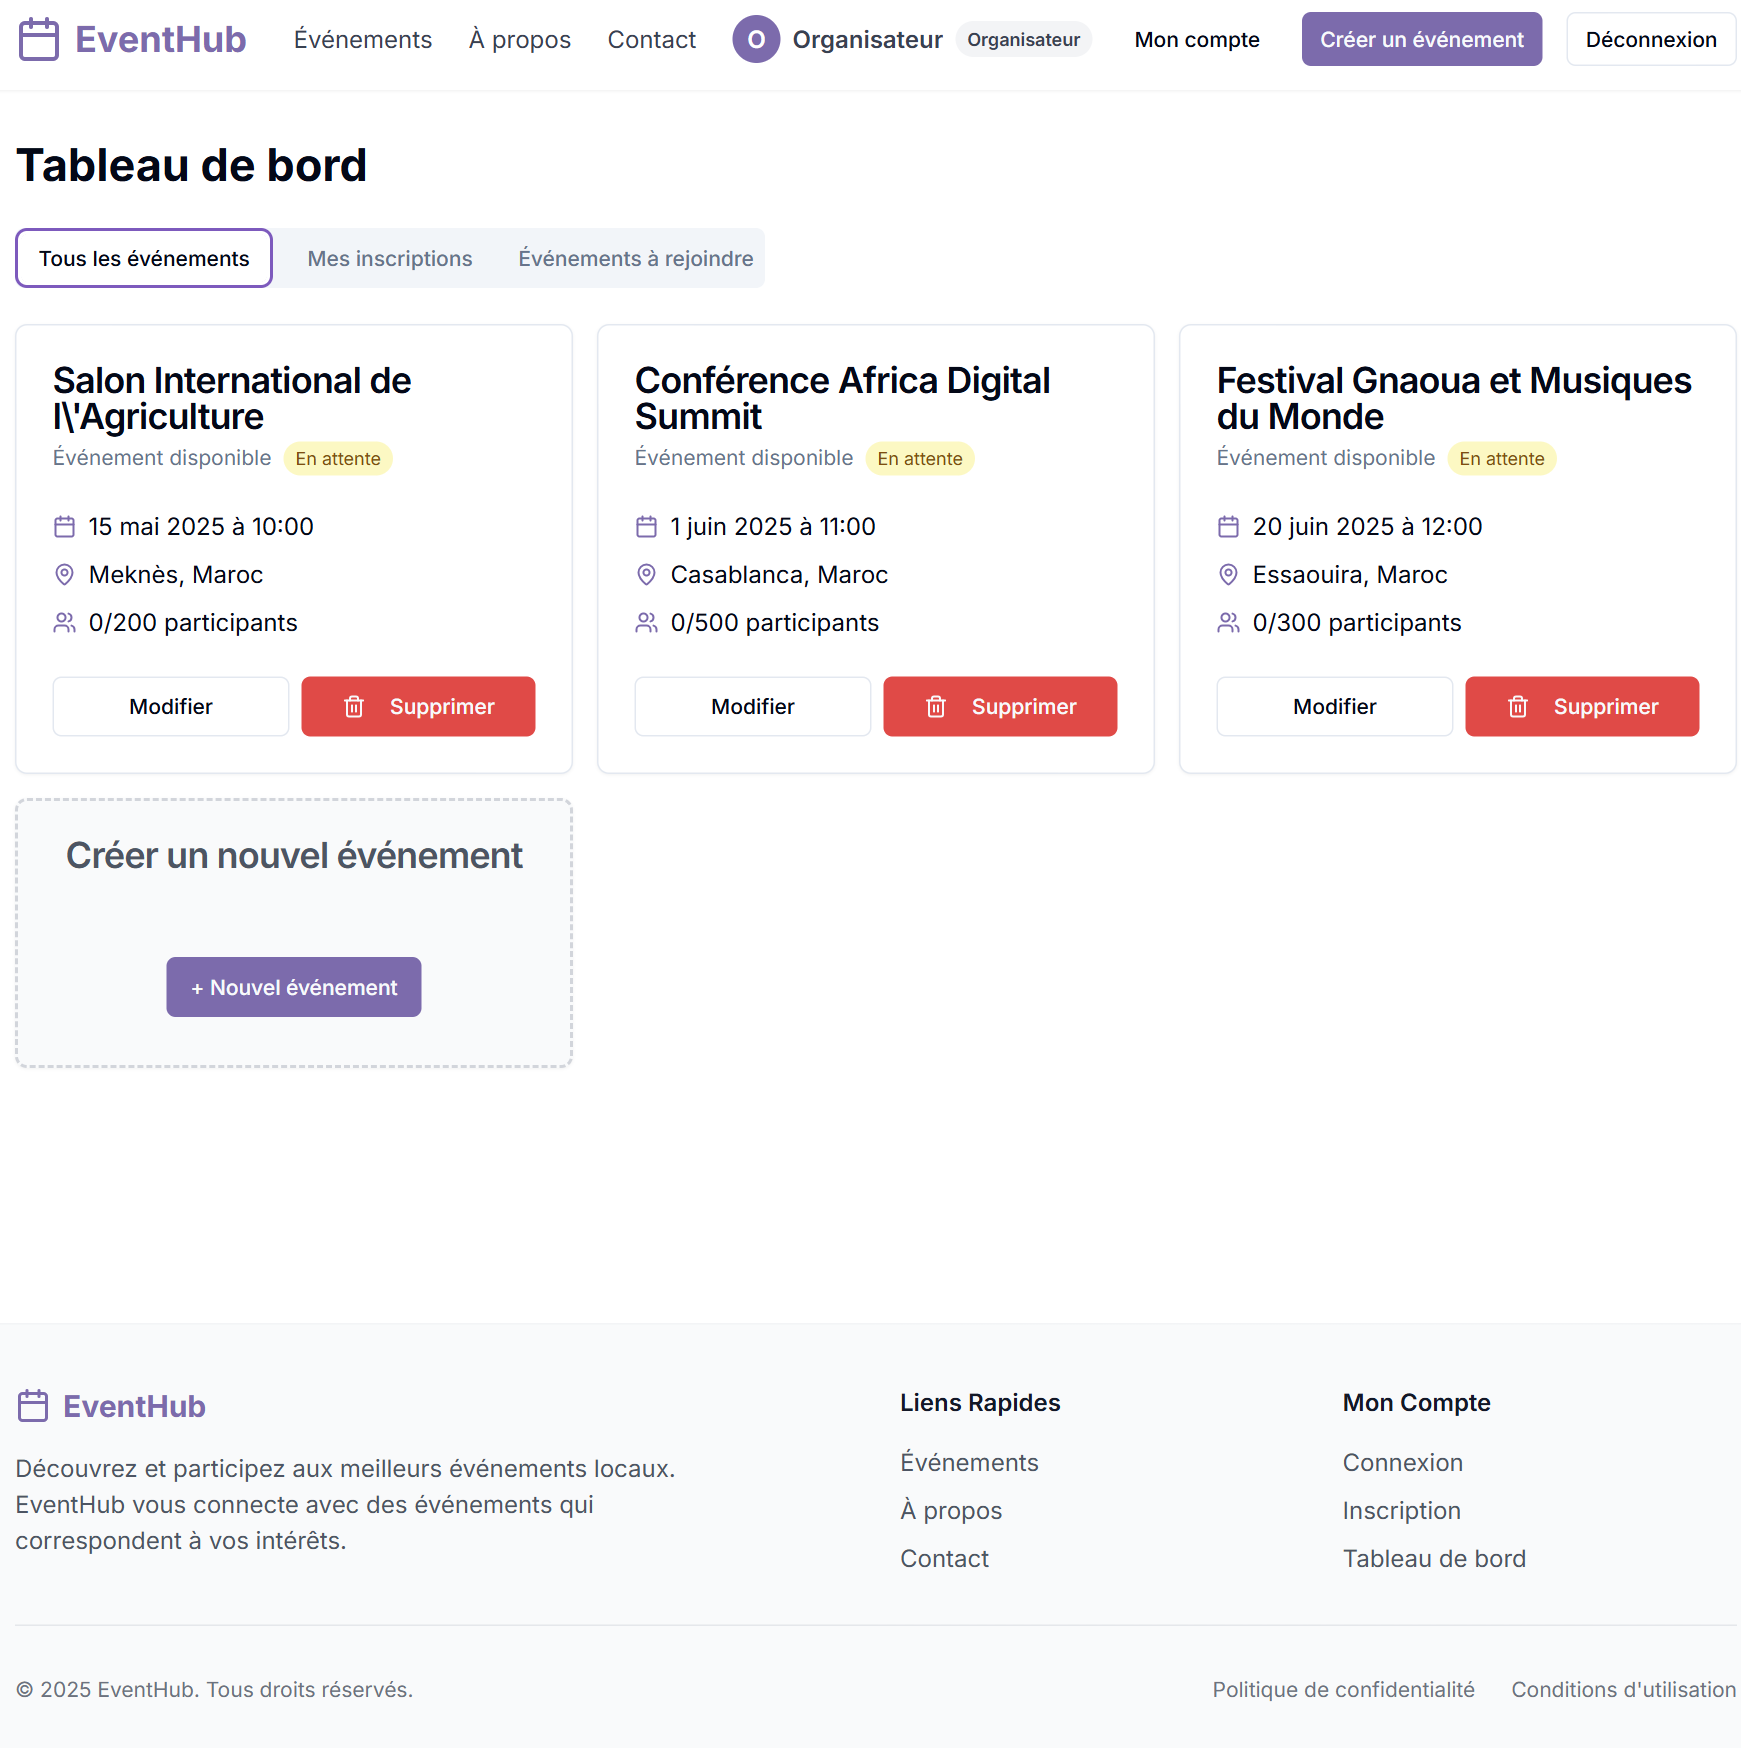 EventHub
Événements
À propos
Contact
O
Organisateur
Organisateur
Mon compte
Créer un événement
Déconnexion
Tableau de bord
Tous les événements
Mes inscriptions
Événements à rejoindre
Salon International de
l\'Agriculture
Événement disponible
En attente
15 mai 2025 à 10:00
Meknès, Maroc
0/200 participants
Modifier
Supprimer
Conférence Africa Digital
Summit
Événement disponible
En attente
1 juin 2025 à 11:00
Casablanca, Maroc
0/500 participants
Modifier
Supprimer
Festival Gnaoua et Musiques
du Monde
Événement disponible
En attente
20 juin 2025 à 12:00
Essaouira, Maroc
0/300 participants
Modifier
Supprimer
Créer un nouvel événement
+ Nouvel événement
EventHub
Découvrez et participez aux meilleurs événements locaux.
EventHub vous connecte avec des événements qui
correspondent à vos intérêts.
Liens Rapides
Événements
À propos
Contact
Mon Compte
Connexion
Inscription
Tableau de bord
© 2025 EventHub. Tous droits réservés.
Politique de confidentialité
Conditions d'utilisation